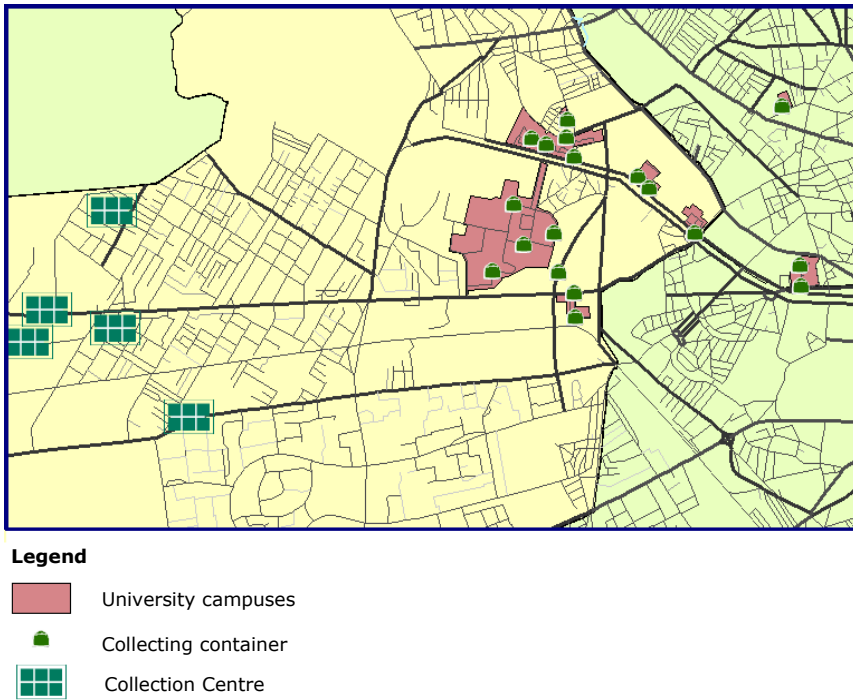 Legend
University campuses
Collecting container
Collection Centre